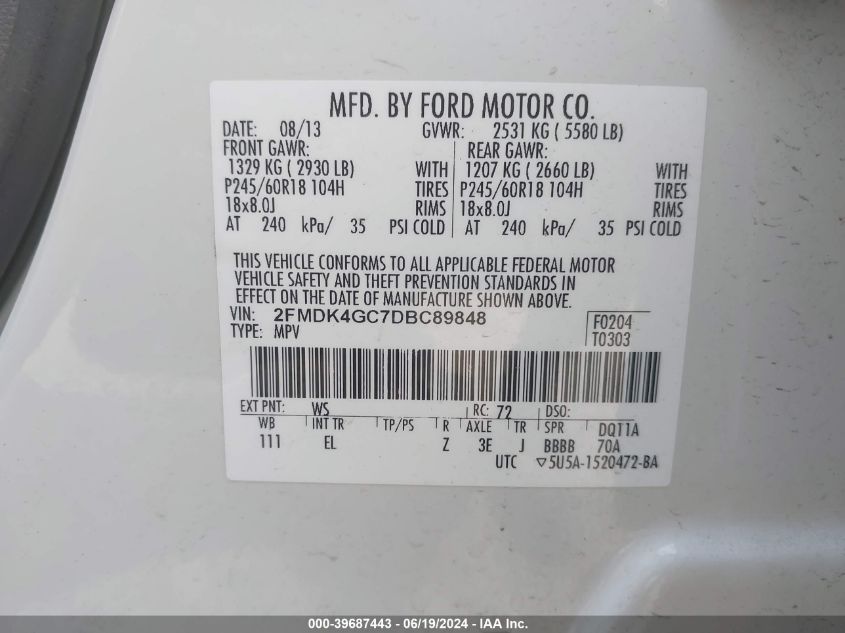 MFD. BY FORD MOTOR CO.
DATE: 08/13 GVWR: 2531 KG ( 5580 LB)
FRONT GAWR: REAR GAWR:
1329 KG ( 2930 LB) WITH 1207 KG ( 2660 LB) WITH
P245/60R18 104H TIRES P245/60R18 104H TIRES
18x8.0J RIMS 18x8.0J RIMS
AT 240 kPa/ 35 PSI COLD AT 240 kPa/ 35 PSI COLD
THIS VEHICLE CONFORMS TO ALL APPLICABLE FEDERAL MOTOR
VEHICLE SAFETY AND THEFT PREVENTION STANDARDS IN
EFFECT ON THE DATE OF MANUFACTURE SHOWN ABOVE.
VIN: 2FMDK4GC7DBC89848 F0204
TYPE: MPV T0303
EXT PNT: WS RC: 72 DSO:
WB INT TR TP/PS R AXLE TR SPR DQ11A
111 EL Z 3E J BBBB 70A
UTC ▽5U5A-1520472-BA
000-39687443 - 06/19/2024 - IAA Inc.